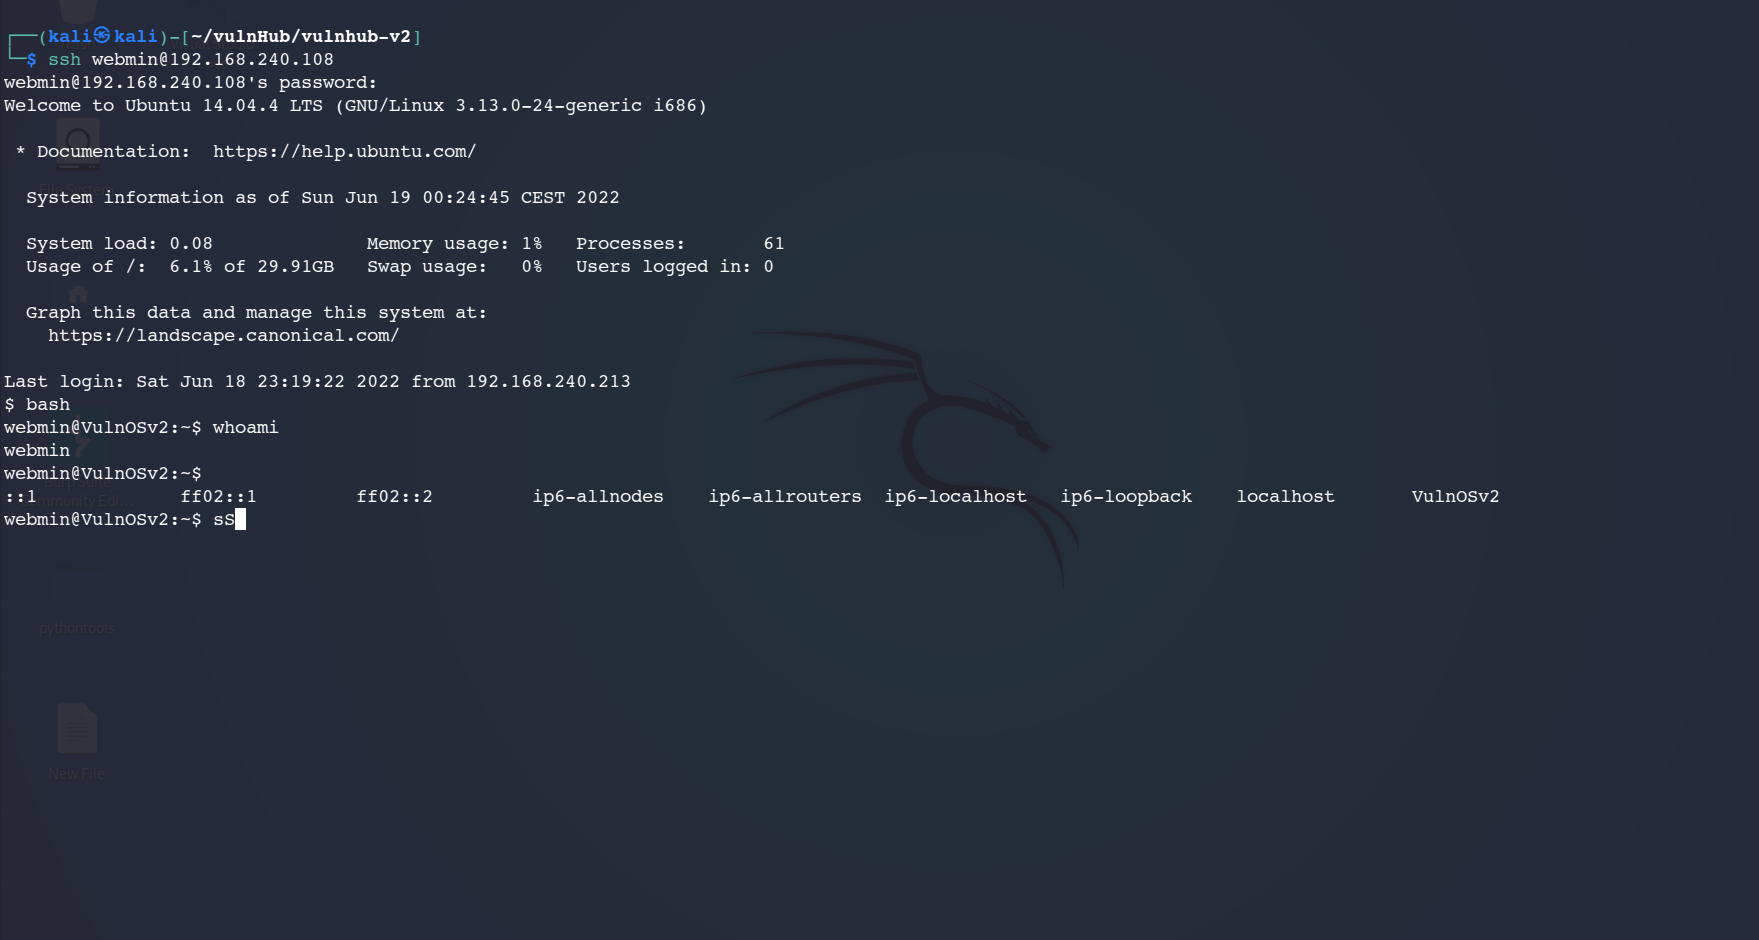 ┌──(kali㉿kali)-[~/vulnHub/vulnhub-v2]
└─$ ssh webmin@192.168.240.108
webmin@192.168.240.108's password:
Welcome to Ubuntu 14.04.4 LTS (GNU/Linux 3.13.0-24-generic i686)
 * Documentation:  https://help.ubuntu.com/
  System information as of Sun Jun 19 00:24:45 CEST 2022
  System load: 0.08              Memory usage: 1%   Processes:       61
  Usage of /:  6.1% of 29.91GB   Swap usage:   0%   Users logged in: 0
  Graph this data and manage this system at:
    https://landscape.canonical.com/
Last login: Sat Jun 18 23:19:22 2022 from 192.168.240.213
$ bash
webmin@VulnOSv2:~$ whoami
webmin
webmin@VulnOSv2:~$
::1             ff02::1         ff02::2         ip6-allnodes    ip6-allrouters  ip6-localhost   ip6-loopback    localhost       VulnOSv2
webmin@VulnOSv2:~$ sS
pythontools
New File